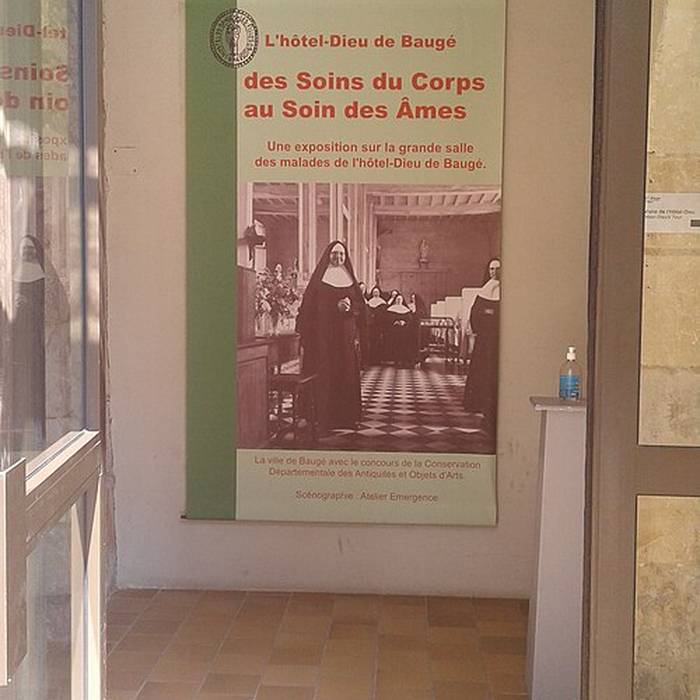 L'hôtel-Dieu de Baugé
des Soins du Corps
au Soin des Âmes
Une exposition sur la grande salle
des malades de l'hôtel-Dieu de Baugé.
La ville de Baugé avec le concours de la Conservation
Départementale des Antiquités et Objets d'Arts.
Scénographie : Atelier Emergence